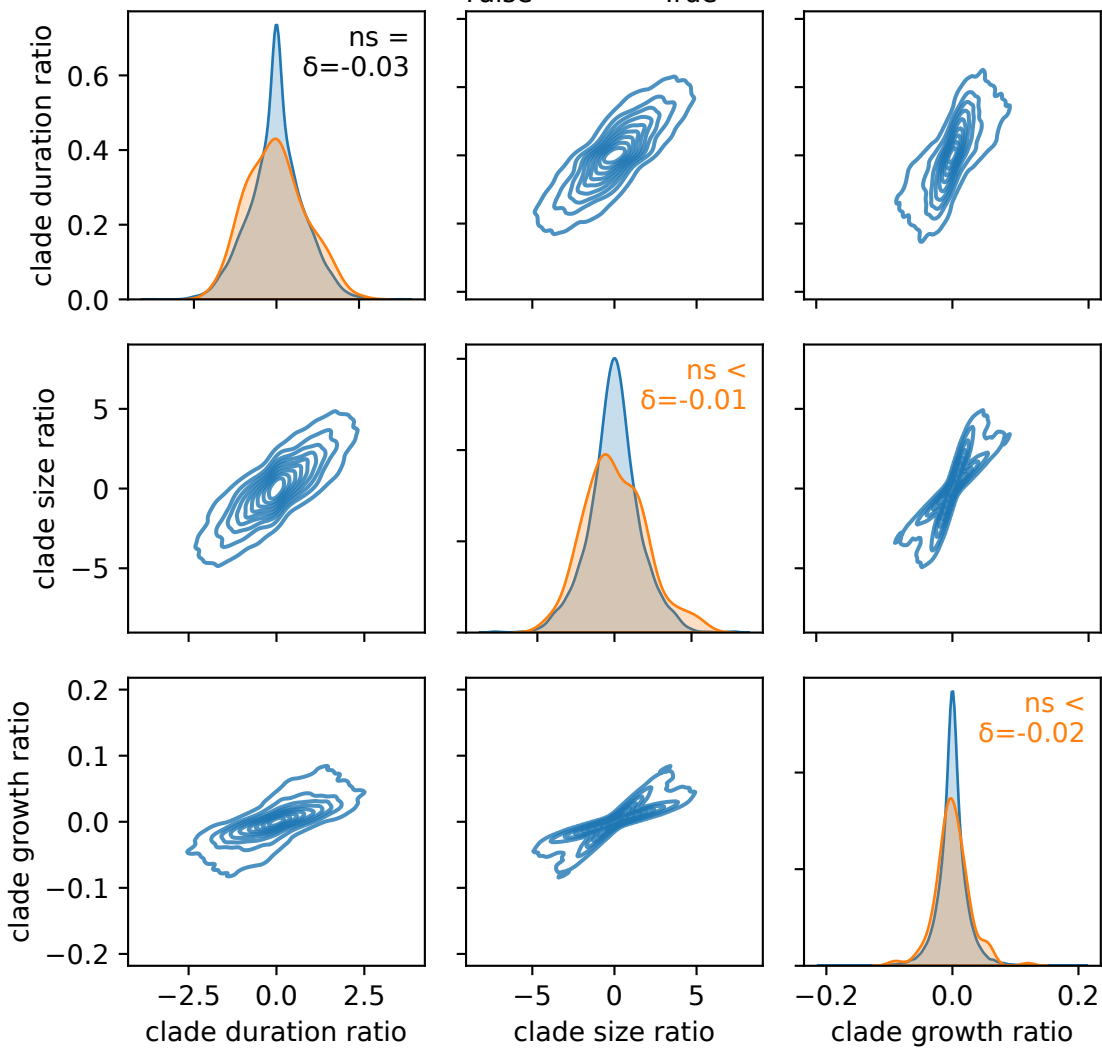 ns =
δ=-0.03
clade duration ratio
0.6
0.4
0.2
0.0
ns <
δ=-0.01
clade size ratio
5
0
−5
ns <
δ=-0.02
clade growth ratio
0.2
0.1
0.0
−0.1
−0.2
−2.5 0.0 2.5
−5 0 5
−0.2 0.0 0.2
clade duration ratio
clade size ratio
clade growth ratio